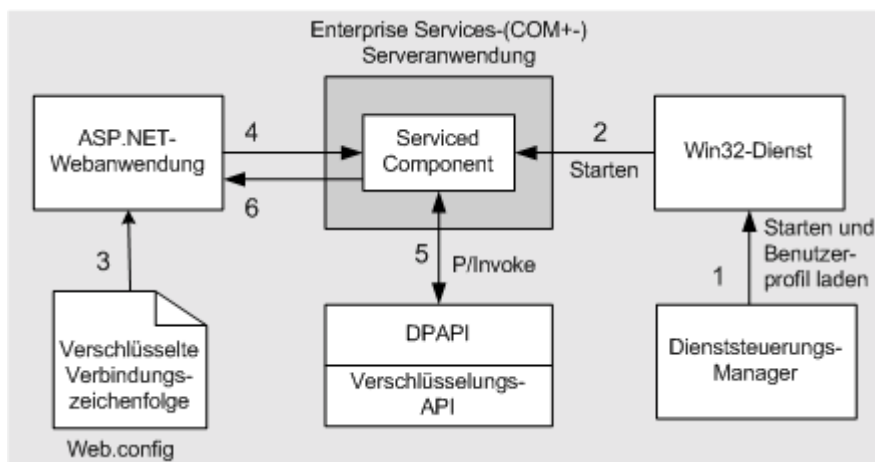 Enterprise Services-(COM+-)
Serveranwendung
ASP.NET-
Webanwendung
4
6
Serviced
Component
2
Starten
Win32-Dienst
3
5
P/Invoke
1
Starten und
Benutzer-
profil laden
Verschlüsselte
Verbindungs-
zeichenfolge
Web.config
DPAPI
Verschlüsselungs-
API
Dienststeuerungs-
Manager